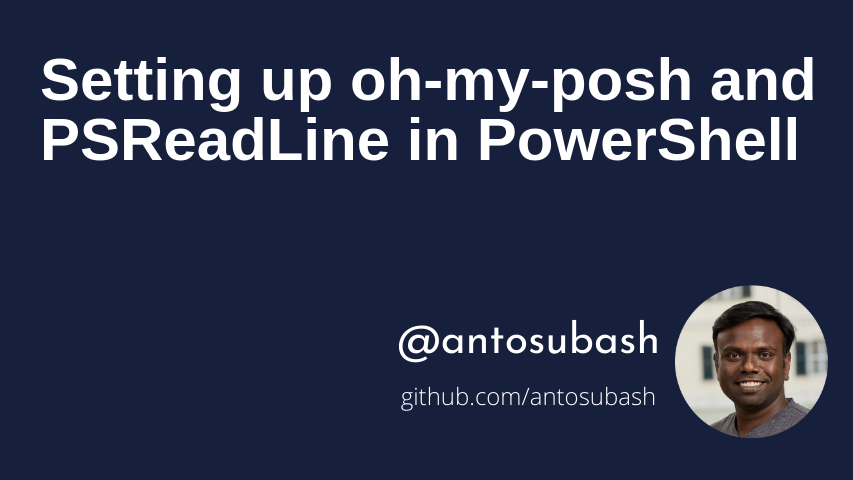 Setting up oh-my-posh and
PSReadLine in PowerShell
@antosubash
github.com/antosubash